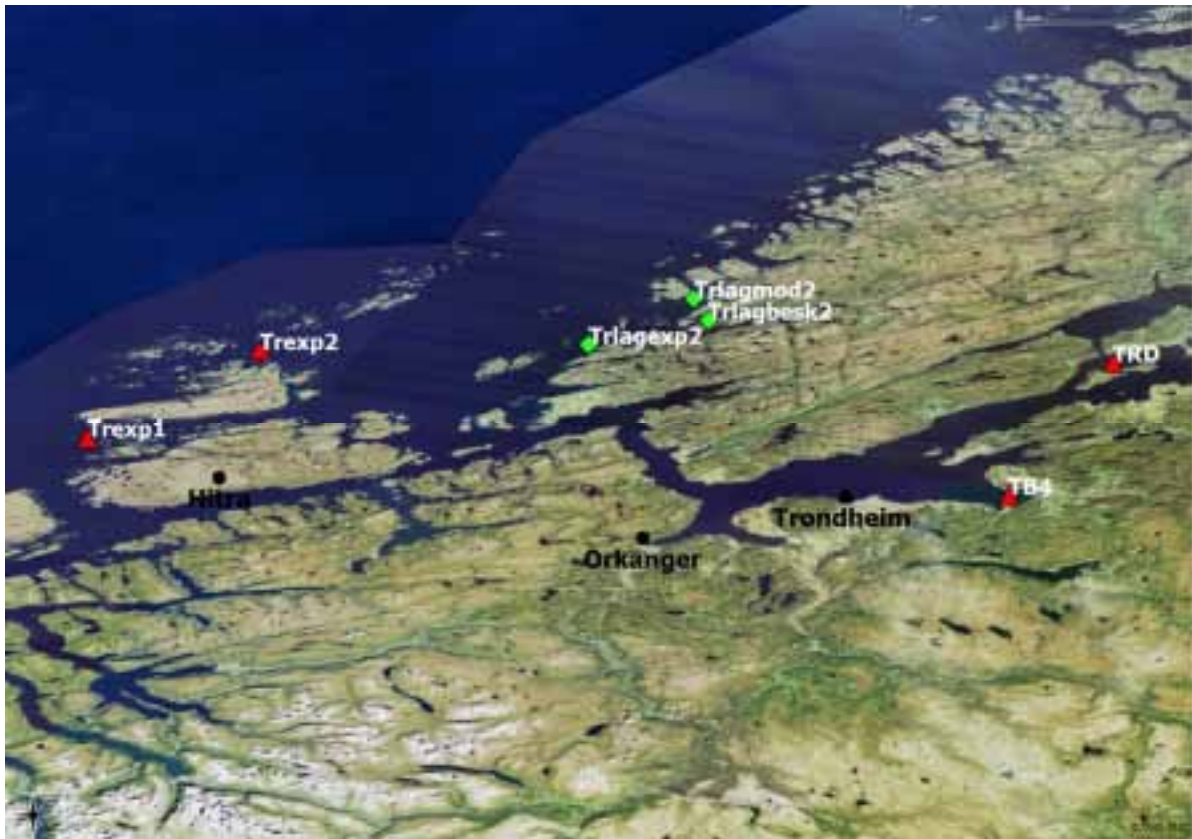 Trlagmod2
Trlagbesk2
Trlagexp2
Trexp2
TRD
Trexp1
Hitra
TB4
Trondheim
Orkanger